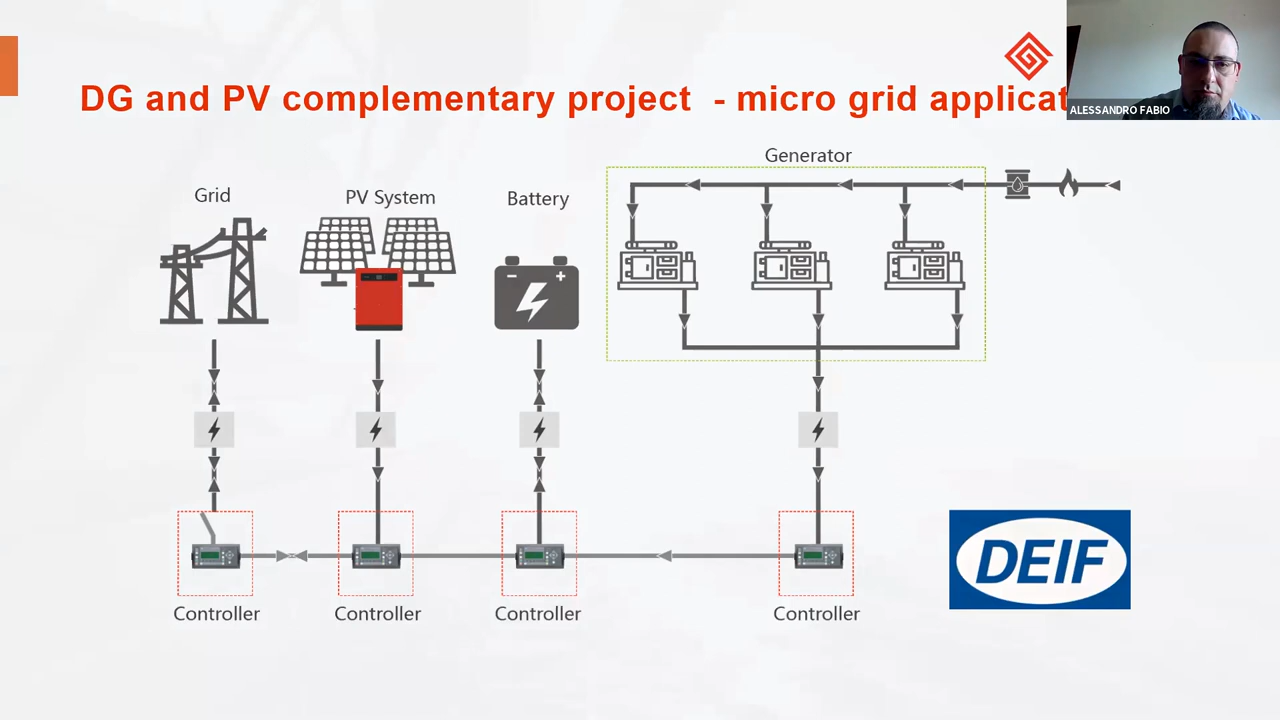 DG and PV complementary project - micro grid applicat
ALESSANDRO FABIO
Generator
Grid
PV System
Battery
Controller
Controller
Controller
Controller
DEIF